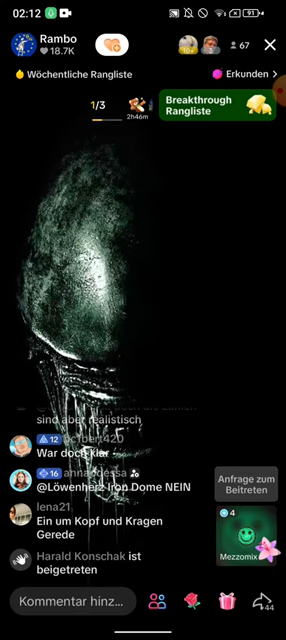 02:12
91
Rambo
18.7K
10+
67
Wöchentliche Rangliste
Erkunden >
1/3
2h46m
Breakthrough
Rangliste
sind aber realistisch
12
War doch klar
16
@Löwenherz Iron Dome NEIN
lena21
Ein um Kopf und Kragen
Gerede
Harald Konschak ist
beigetreten
Anfrage zum
Beitreten
4
Mezzomix
Kommentar hinz...
44